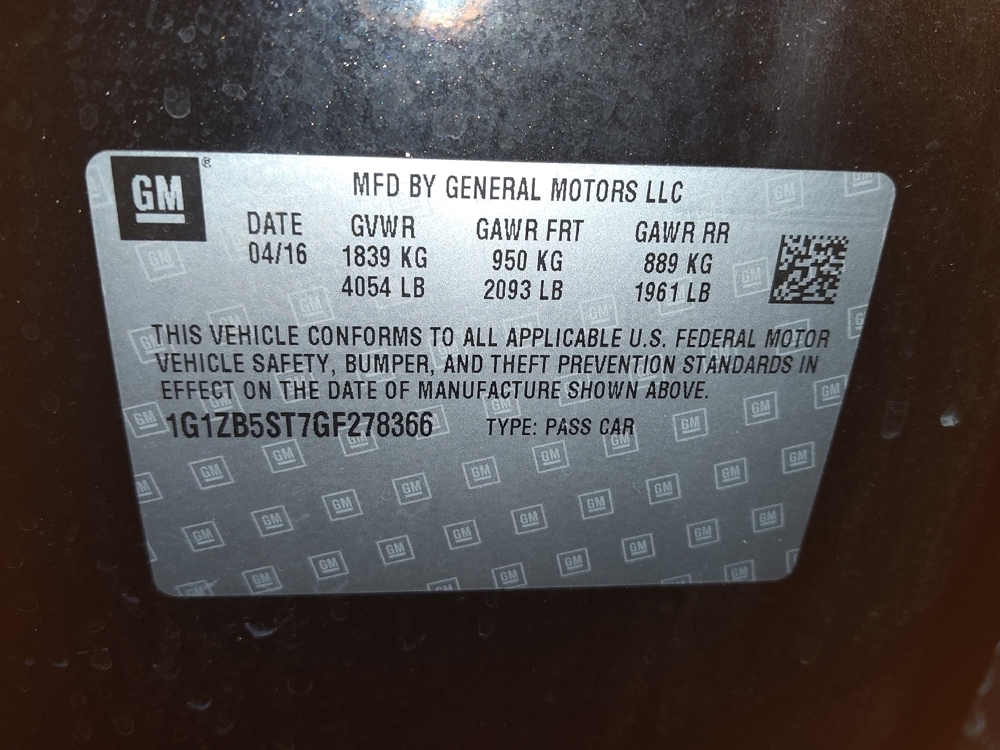 GM ®
MFD BY GENERAL MOTORS LLC
DATE GVWR GAWR FRT GAWR RR
04/16 1839 KG 950 KG 889 KG
4054 LB 2093 LB 1961 LB
THIS VEHICLE CONFORMS TO ALL APPLICABLE U.S. FEDERAL MOTOR
VEHICLE SAFETY, BUMPER, AND THEFT PREVENTION STANDARDS IN
EFFECT ON THE DATE OF MANUFACTURE SHOWN ABOVE.
1G1ZB5ST7GF278366 TYPE: PASS CAR